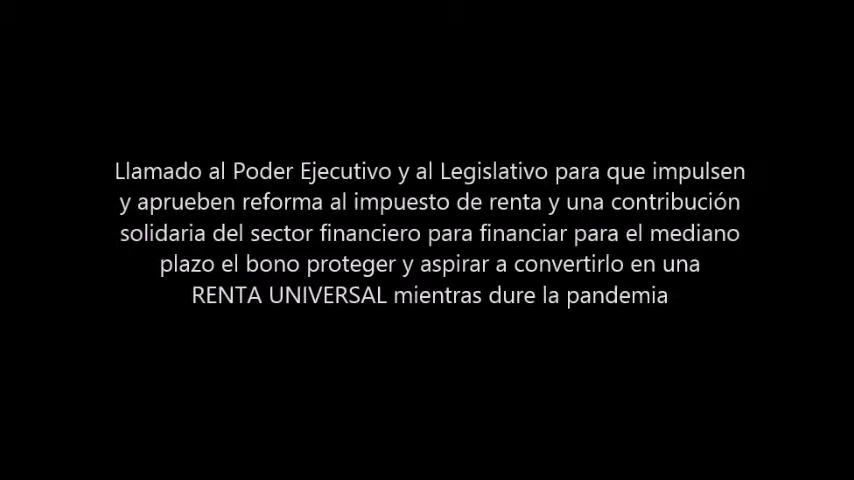 Llamado al Poder Ejecutivo y al Legislativo para que impulsen
y aprueben reforma al impuesto de renta y una contribución
solidaria del sector financiero para financiar para el mediano
plazo el bono proteger y aspirar a convertirlo en una
RENTA UNIVERSAL mientras dure la pandemia